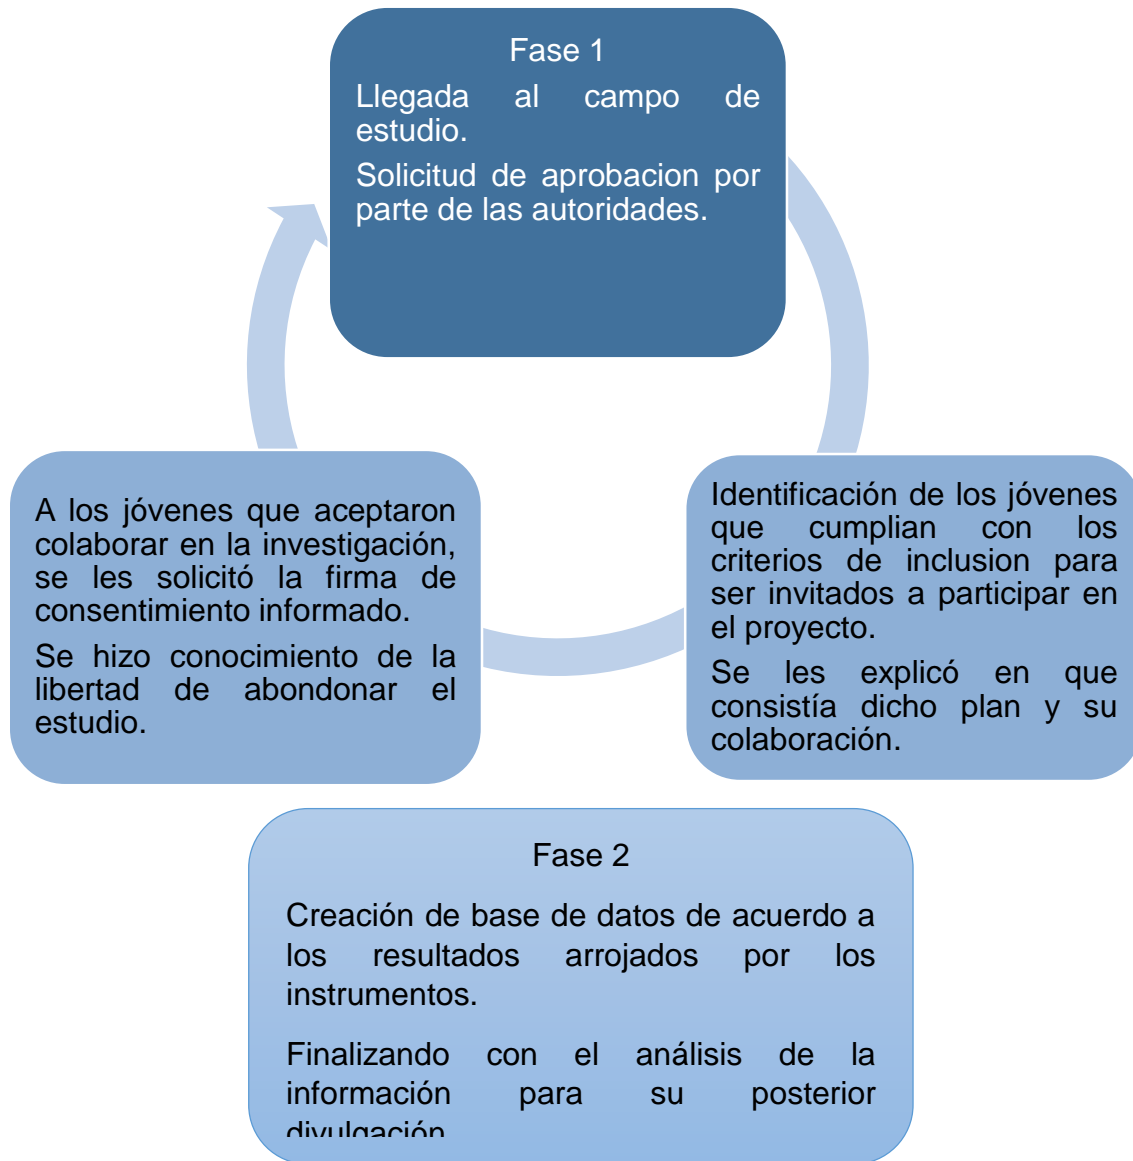 Fase 1
Llegada al campo de
estudio.
Solicitud de aprobacion por
parte de las autoridades.
Identificación de los jóvenes
que cumplian con los
criterios de inclusion para
ser invitados a participar en
el proyecto.
Se les explicó en que
consistía dicho plan y su
colaboración.
A los jóvenes que aceptaron
colaborar en la investigación,
se les solicitó la firma de
consentimiento informado.
Se hizo conocimiento de la
libertad de abondonar el
estudio.
Fase 2
Creación de base de datos de acuerdo a
los resultados arrojados por los
instrumentos.
Finalizando con el análisis de la
información para su posterior
divulgación